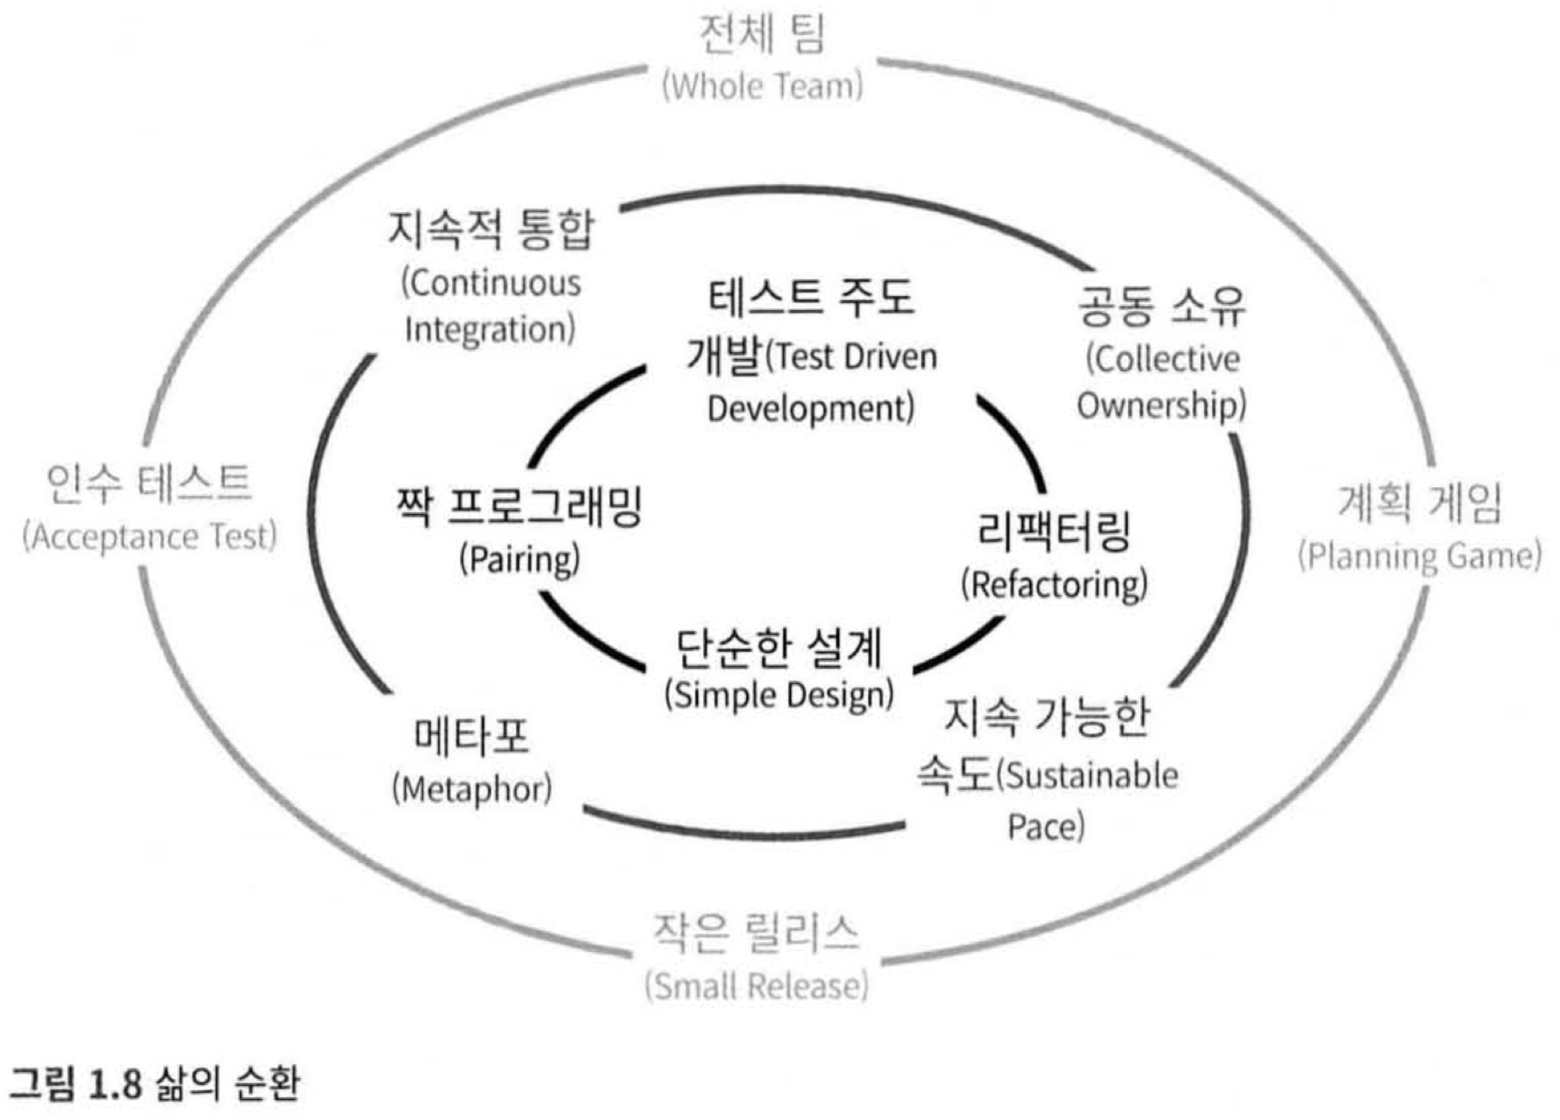 전체 팀
(Whole Team)
지속적 통합
(Continuous
Integration)
테스트 주도
개발(Test Driven
Development)
공동 소유
(Collective
Ownership)
인수 테스트
(Acceptance Test)
짝 프로그래밍
(Pairing)
리팩터링
(Refactoring)
계획 게임
(Planning Game)
단순한 설계
(Simple Design)
메타포
(Metaphor)
지속 가능한
속도(Sustainable
Pace)
작은 릴리스
(Small Release)
그림 1.8 삶의 순환